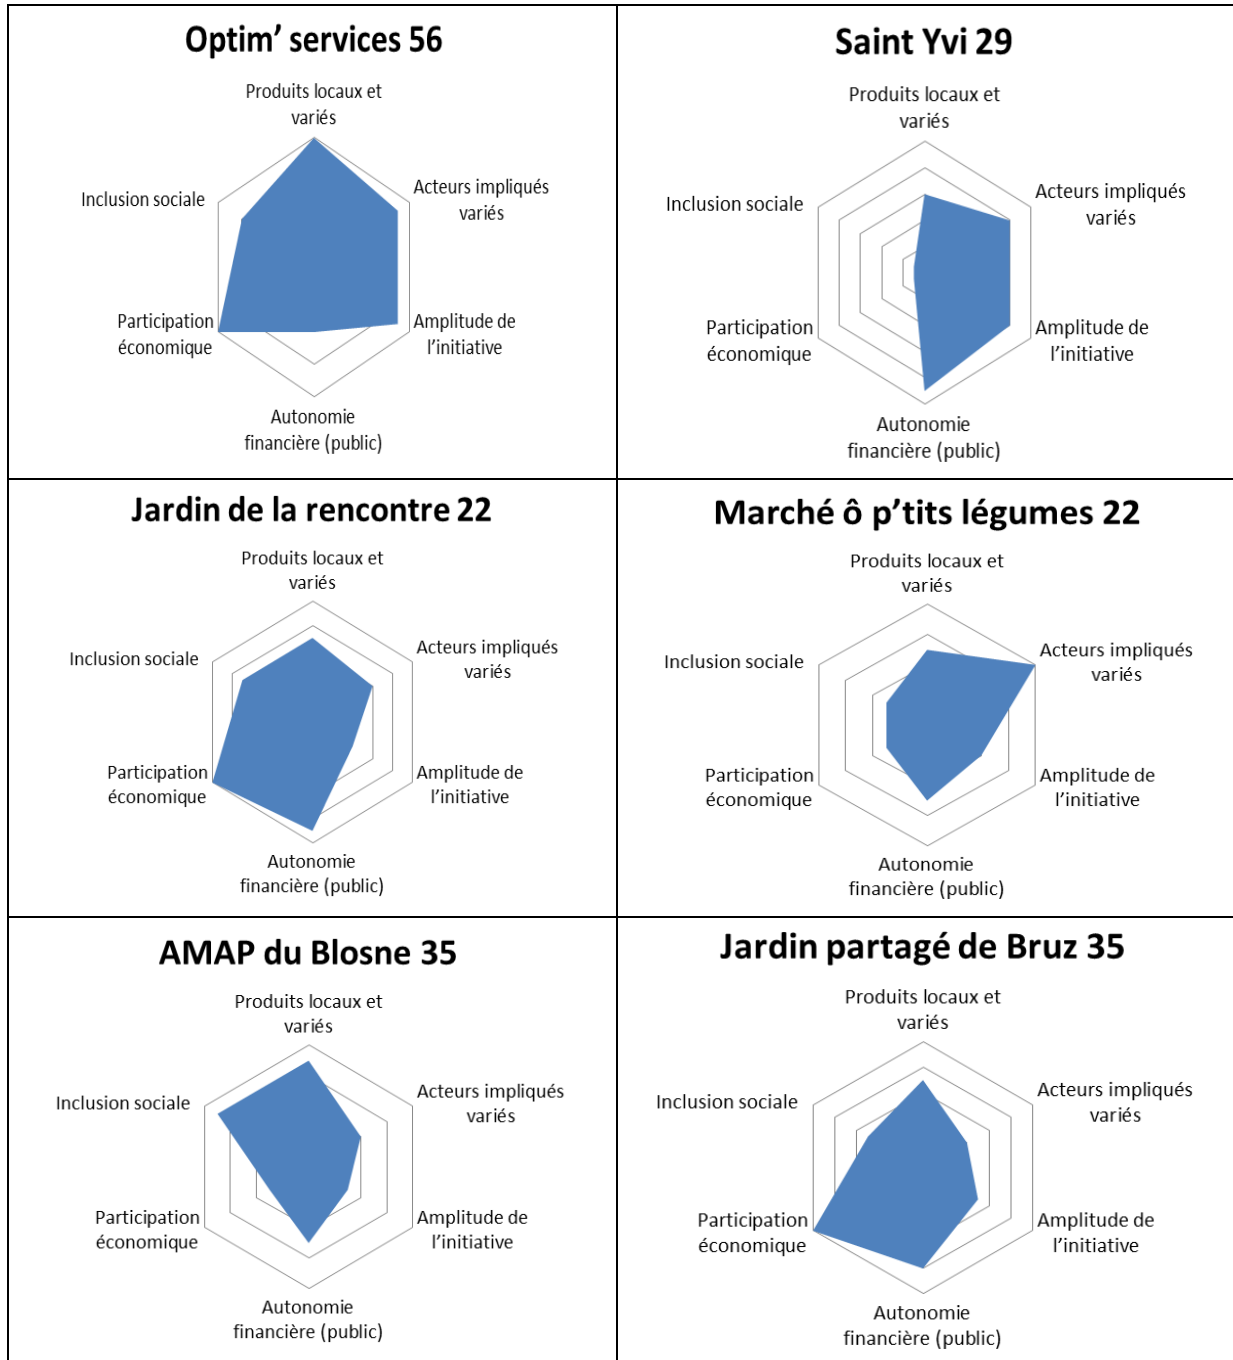 Optim’ services 56
Produits locaux et
variés
Inclusion sociale
Acteurs impliqués
variés
Participation
économique
Amplitude de
l’initiative
Autonomie
financière (public)
Saint Yvi 29
Produits locaux et
variés
Inclusion sociale
Acteurs impliqués
variés
Participation
économique
Amplitude de
l’initiative
Autonomie
financière (public)
Jardin de la rencontre 22
Produits locaux et
variés
Inclusion sociale
Acteurs impliqués
variés
Participation
économique
Amplitude de
l’initiative
Autonomie
financière (public)
Marché ô p’tits légumes 22
Produits locaux et
variés
Inclusion sociale
Acteurs impliqués
variés
Participation
économique
Amplitude de
l’initiative
Autonomie
financière (public)
AMAP du Blosne 35
Produits locaux et
variés
Inclusion sociale
Acteurs impliqués
variés
Participation
économique
Amplitude de
l’initiative
Autonomie
financière (public)
Jardin partagé de Bruz 35
Produits locaux et
variés
Inclusion sociale
Acteurs impliqués
variés
Participation
économique
Amplitude de
l’initiative
Autonomie
financière (public)